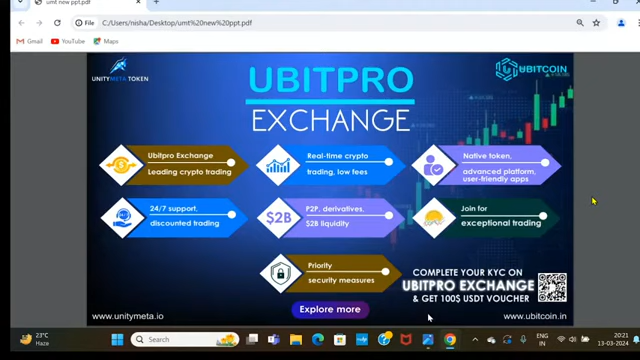 umt new ppt.pdf
File C:/Users/nisha/Desktop/umt%20new%20ppt.pdf
Gmail YouTube Maps
UNITYMETA TOKEN
UBITCOIN
UBITPRO
EXCHANGE
Ubitpro Exchange
Leading crypto trading
Real-time crypto
trading, low fees
Native token,
advanced platform,
user-friendly apps
24/7 support,
discounted trading
$2B
P2P, derivatives,
$2B liquidity
Join for
exceptional trading
Priority
security measures
COMPLETE YOUR KYC ON
UBITPRO EXCHANGE
& GET 100$ USDT VOUCHER
Explore more
www.unitymeta.io
www.ubitcoin.in
23°C
Haze
Search
ENG
IN
20:21
13-03-2024